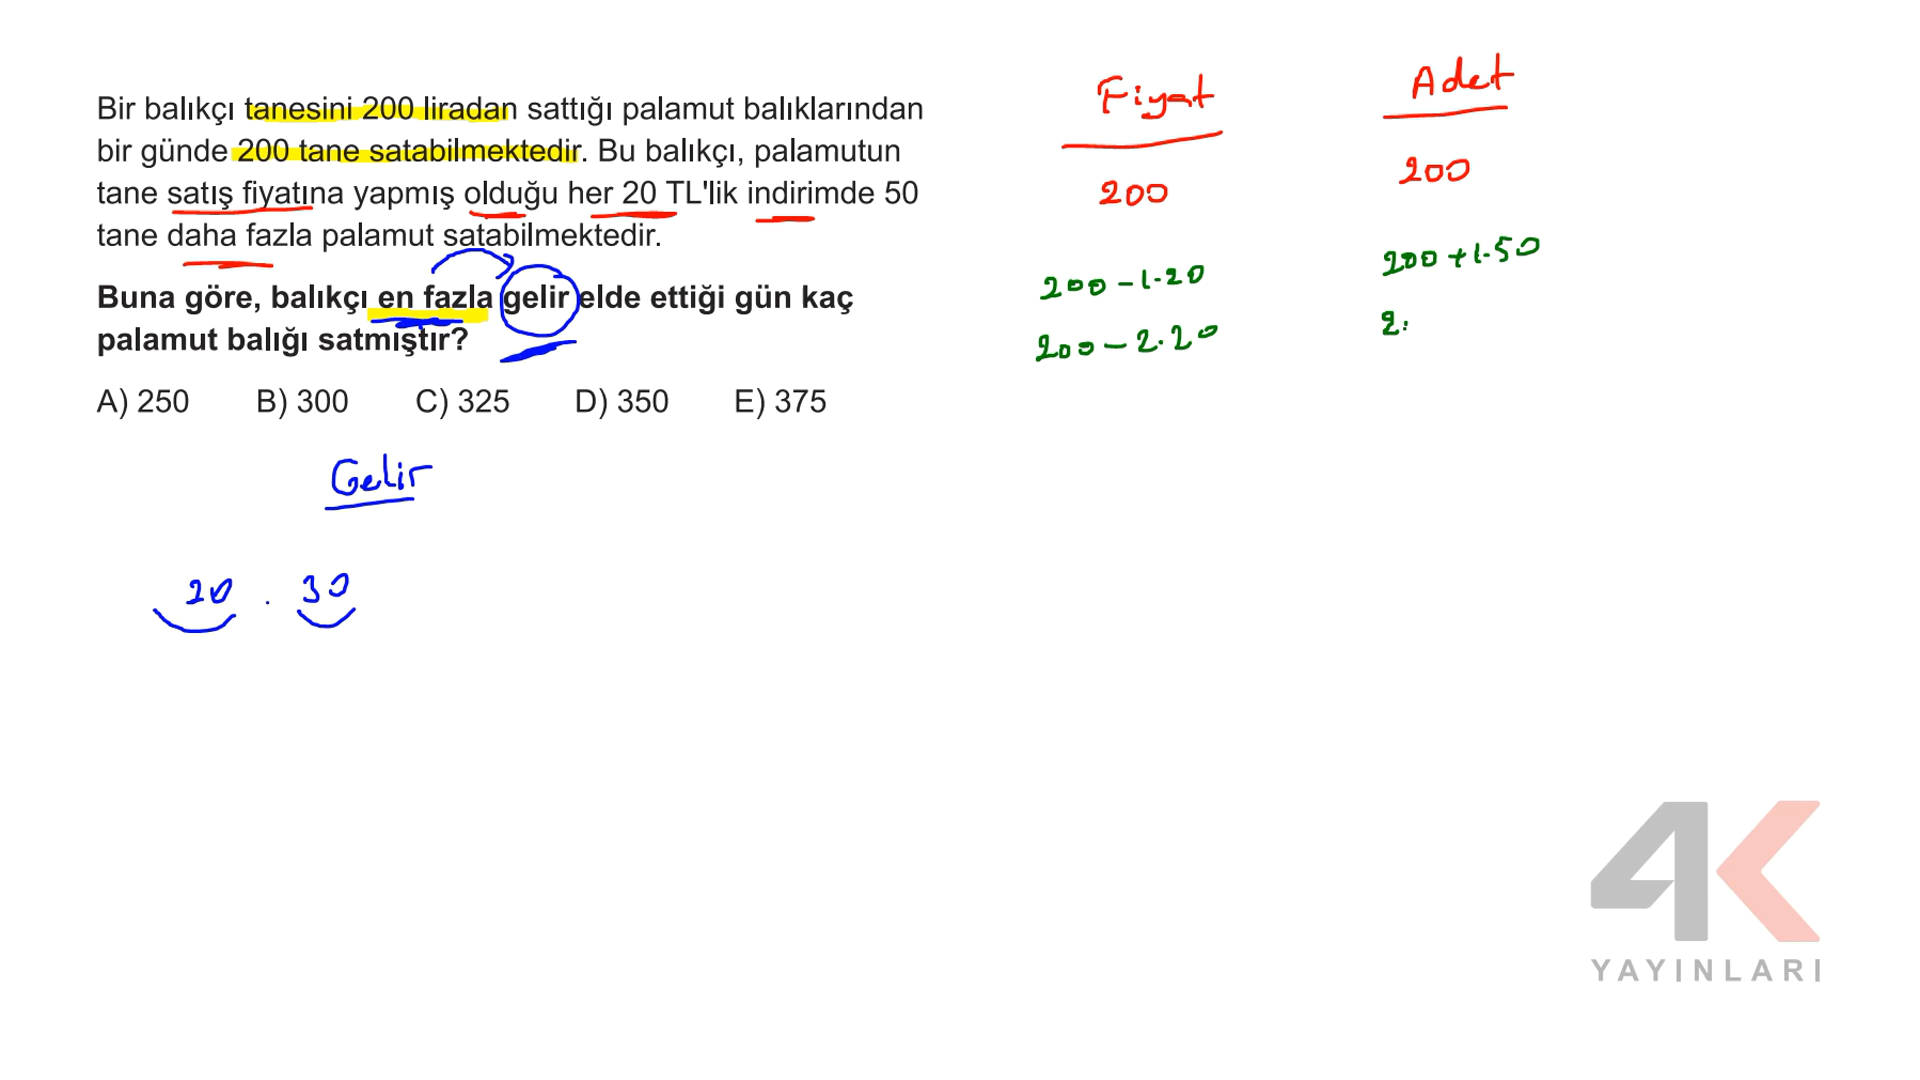 Bir balıkçı tanesini 200 liradan sattığı palamut balıklarından
bir günde 200 tane satabilmektedir. Bu balıkçı, palamutun
tane satış fiyatına yapmış olduğu her 20 TL'lik indirimde 50
tane daha fazla palamut satabilmektedir.
Buna göre, balıkçı en fazla gelir elde ettiği gün kaç
palamut balığı satmıştır?
A) 250 B) 300 C) 325 D) 350 E) 375
Gelir
20 . 30
Fiyat Adet
200 200
200 - 1.20 200 + 1.50
200 - 2.20 2.
4K
YAYINLARI